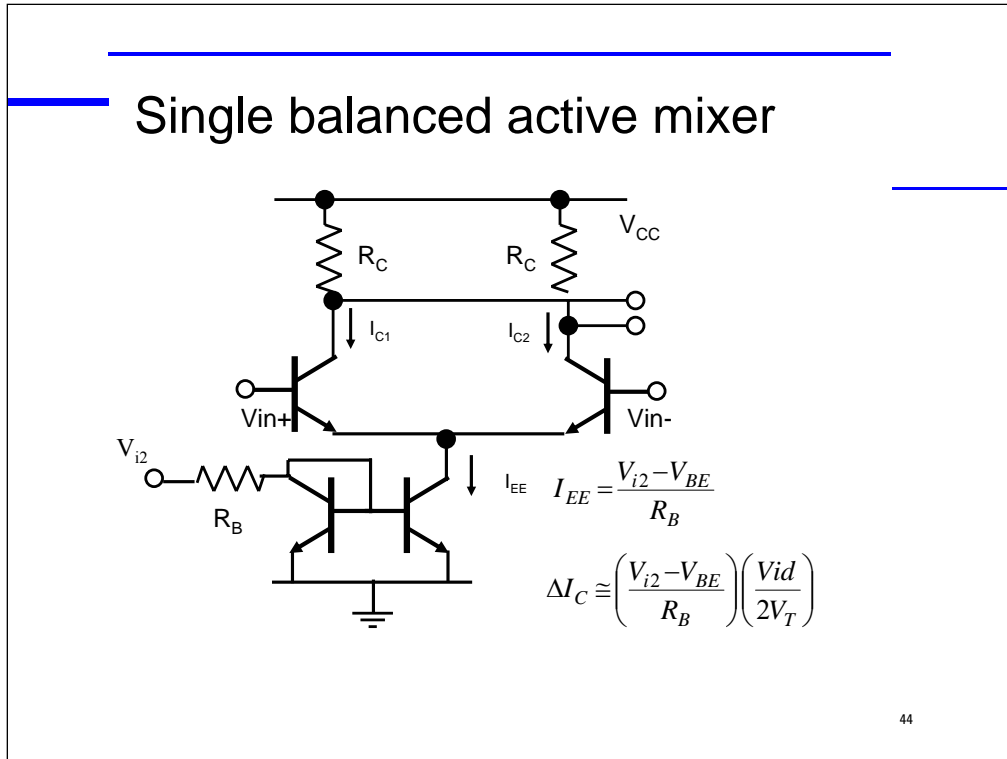 Single balanced active mixer
V_CC
R_C R_C
I_C1 I_C2
Vin+ Vin-
V_i2
I_EE I_EE = (V_i2 − V_BE) / R_B
R_B
ΔI_C ≅ ((V_i2 − V_BE) / R_B) (Vid / 2V_T)
44